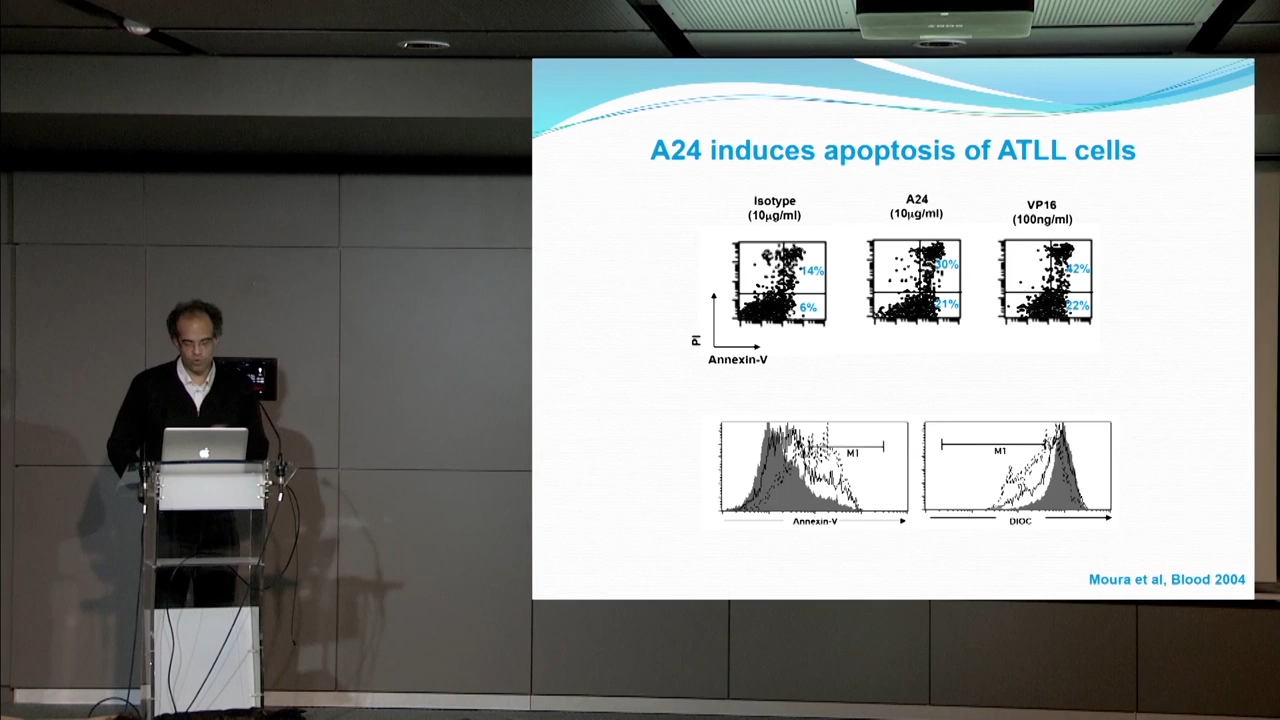 A24 induces apoptosis of ATLL cells
Isotype
(10µg/ml)
A24
(10µg/ml)
VP16
(100ng/ml)
14%
6%
30%
21%
42%
22%
PI
Annexin-V
M1
Annexin-V
M1
DIOC
Moura et al, Blood 2004